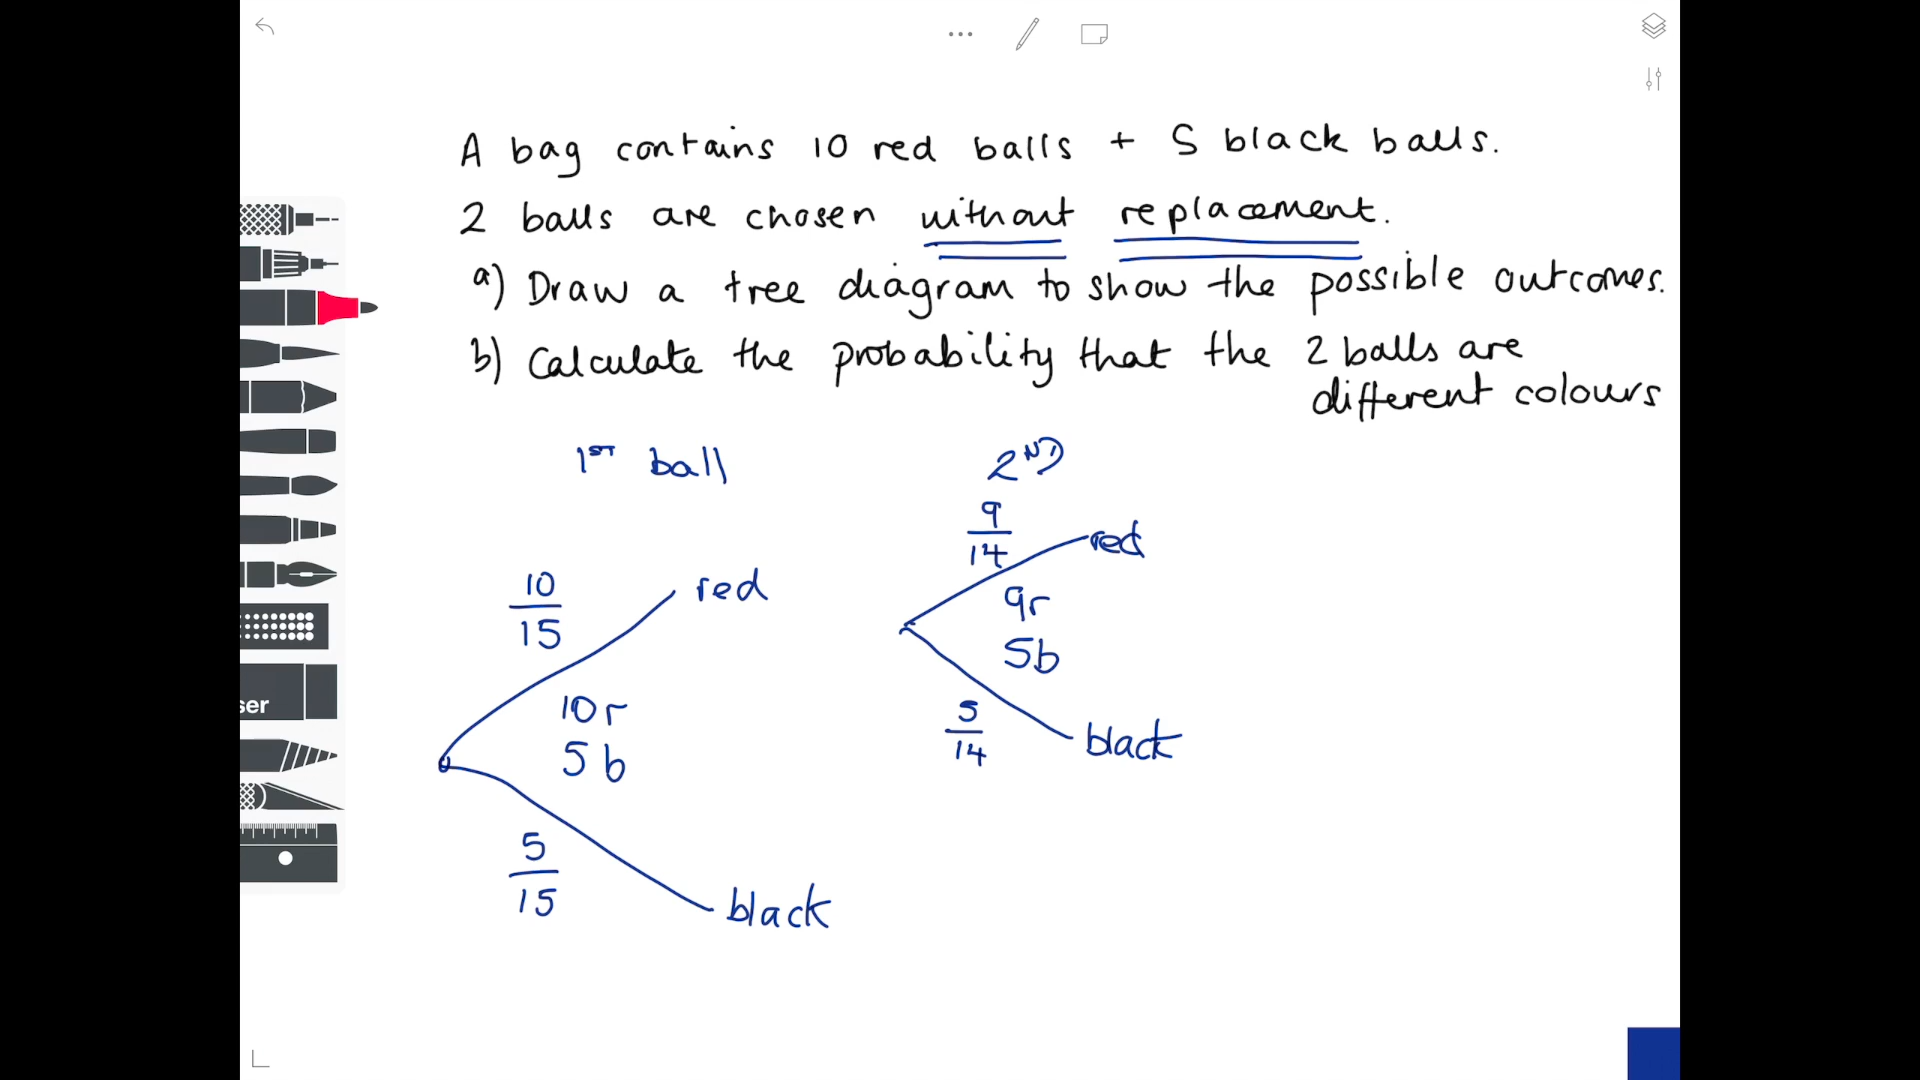 A bag contains 10 red balls + 5 black balls.
2 balls are chosen without replacement.
a) Draw a tree diagram to show the possible outcomes.
b) Calculate the probability that the 2 balls are
different colours
1ST ball
2ND
9
14
red
10
15
red
9r
5b
10r
5b
5
14
black
5
15
black
ser